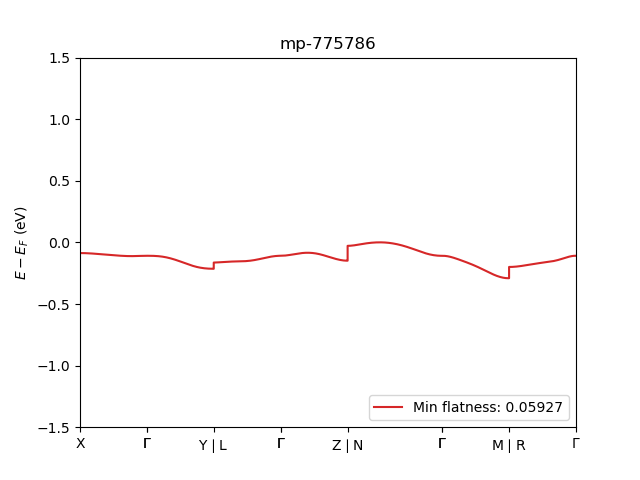 mp-775786
E − E_F (eV)
1.5
1.0
0.5
0.0
−0.5
−1.0
−1.5
Min flatness: 0.05927
X Γ Y | L Γ Z | N Γ M | R Γ